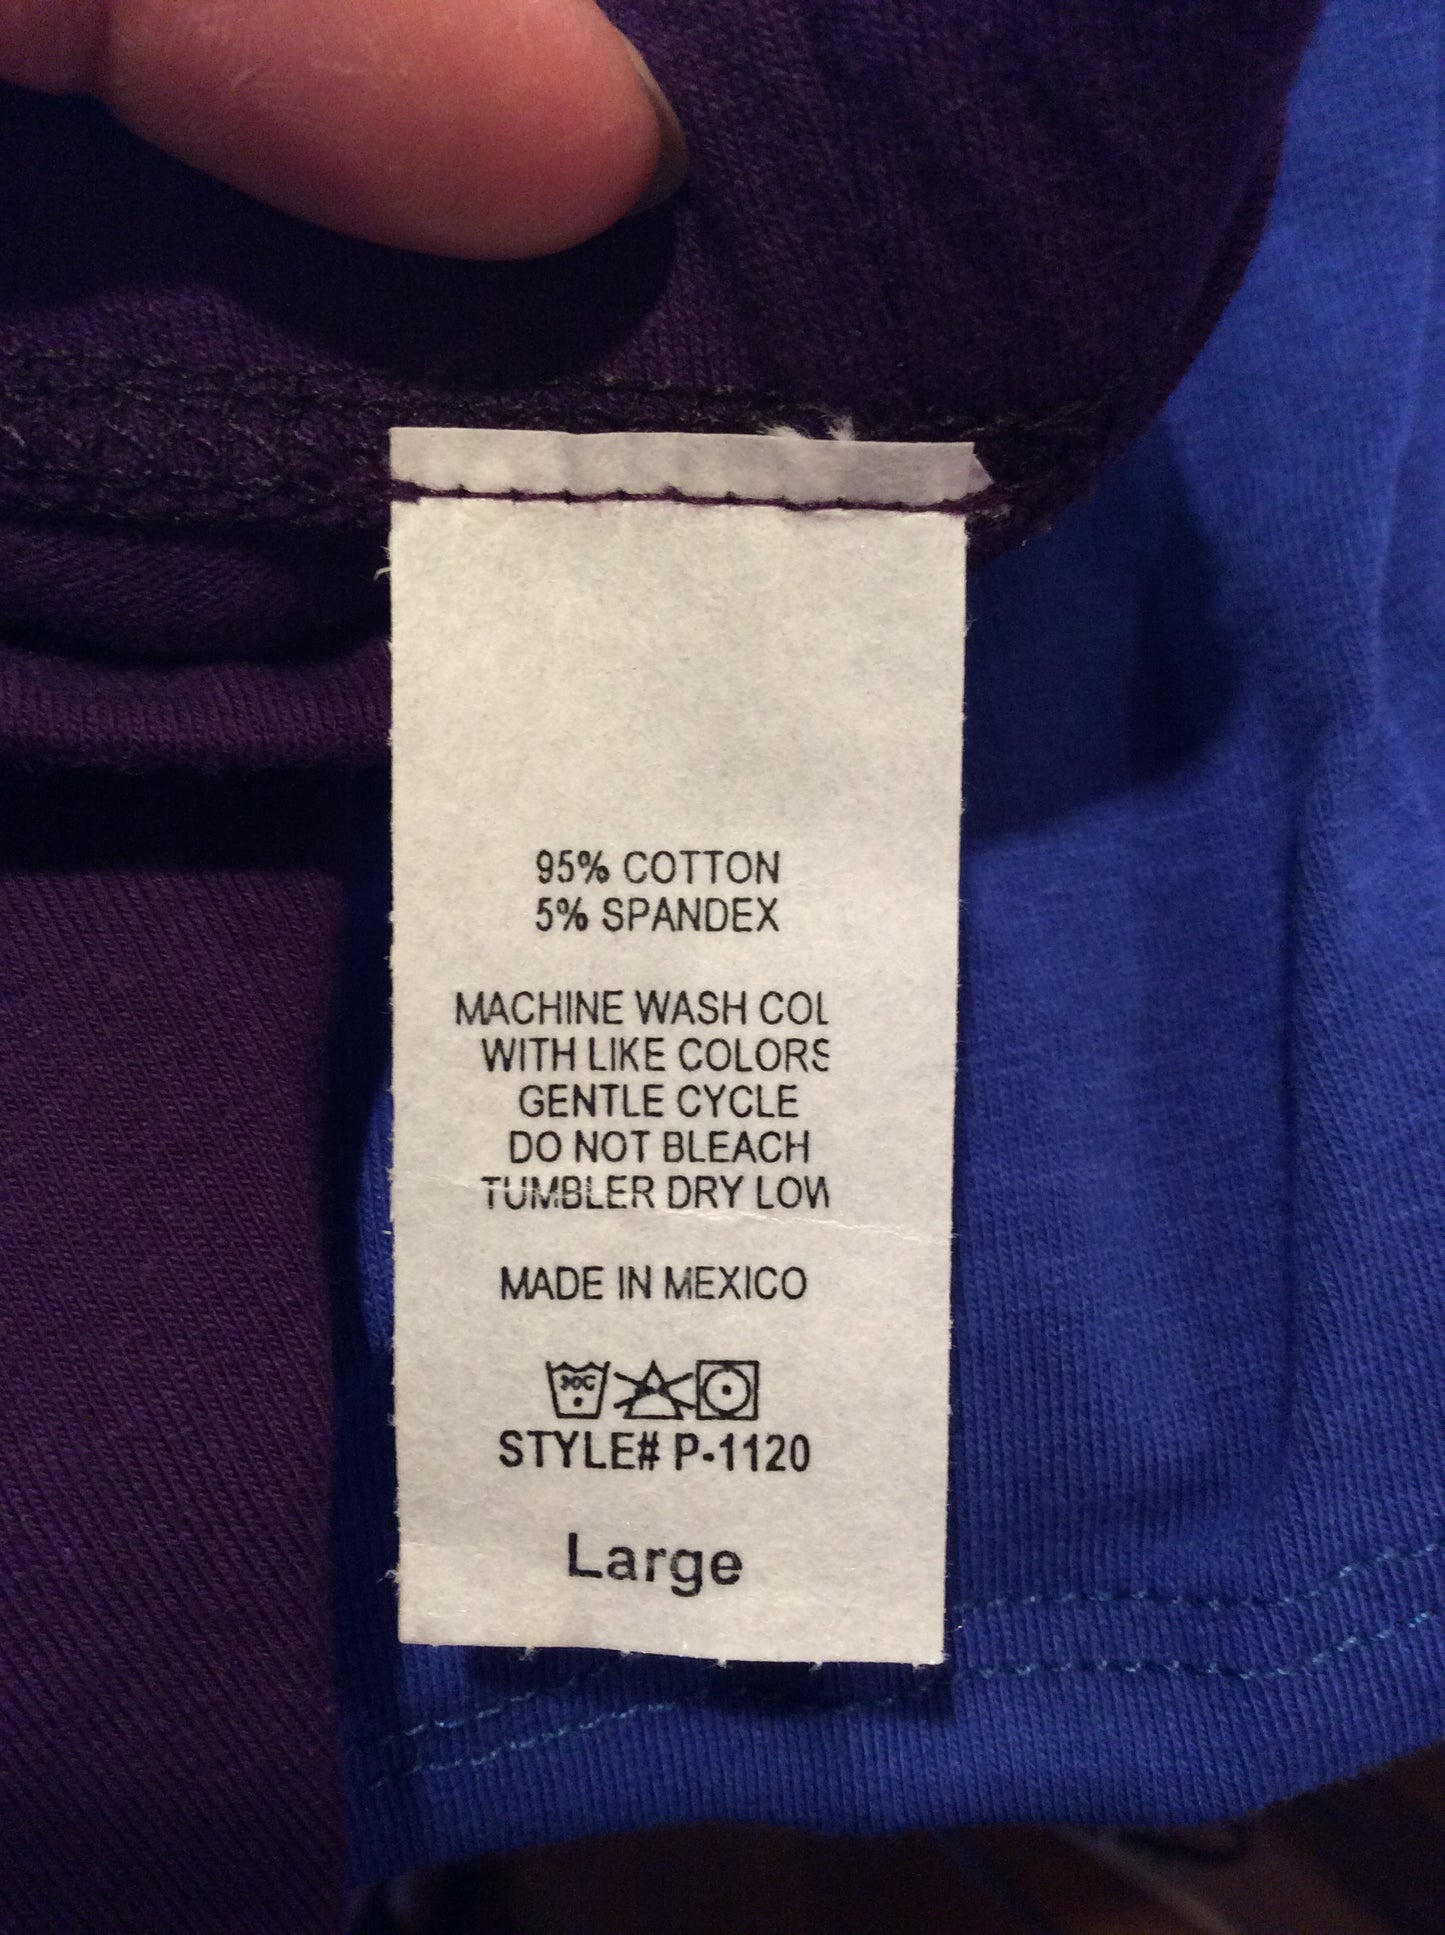 95% COTTON
5% SPANDEX
MACHINE WASH COL
WITH LIKE COLORS
GENTLE CYCLE
DO NOT BLEACH
TUMBLER DRY LOW
MADE IN MEXICO
30C
STYLE# P-1120
Large